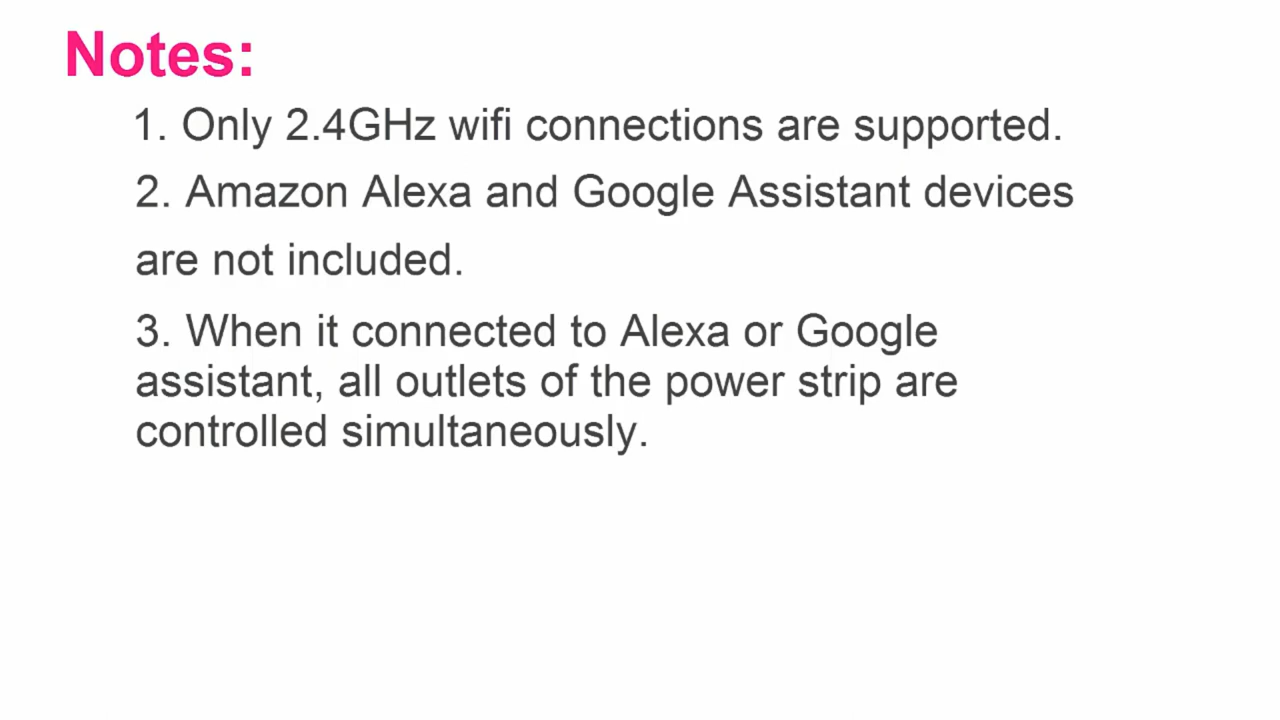 Notes:
1. Only 2.4GHz wifi connections are supported.
2. Amazon Alexa and Google Assistant devices
are not included.
3. When it connected to Alexa or Google
assistant, all outlets of the power strip are
controlled simultaneously.